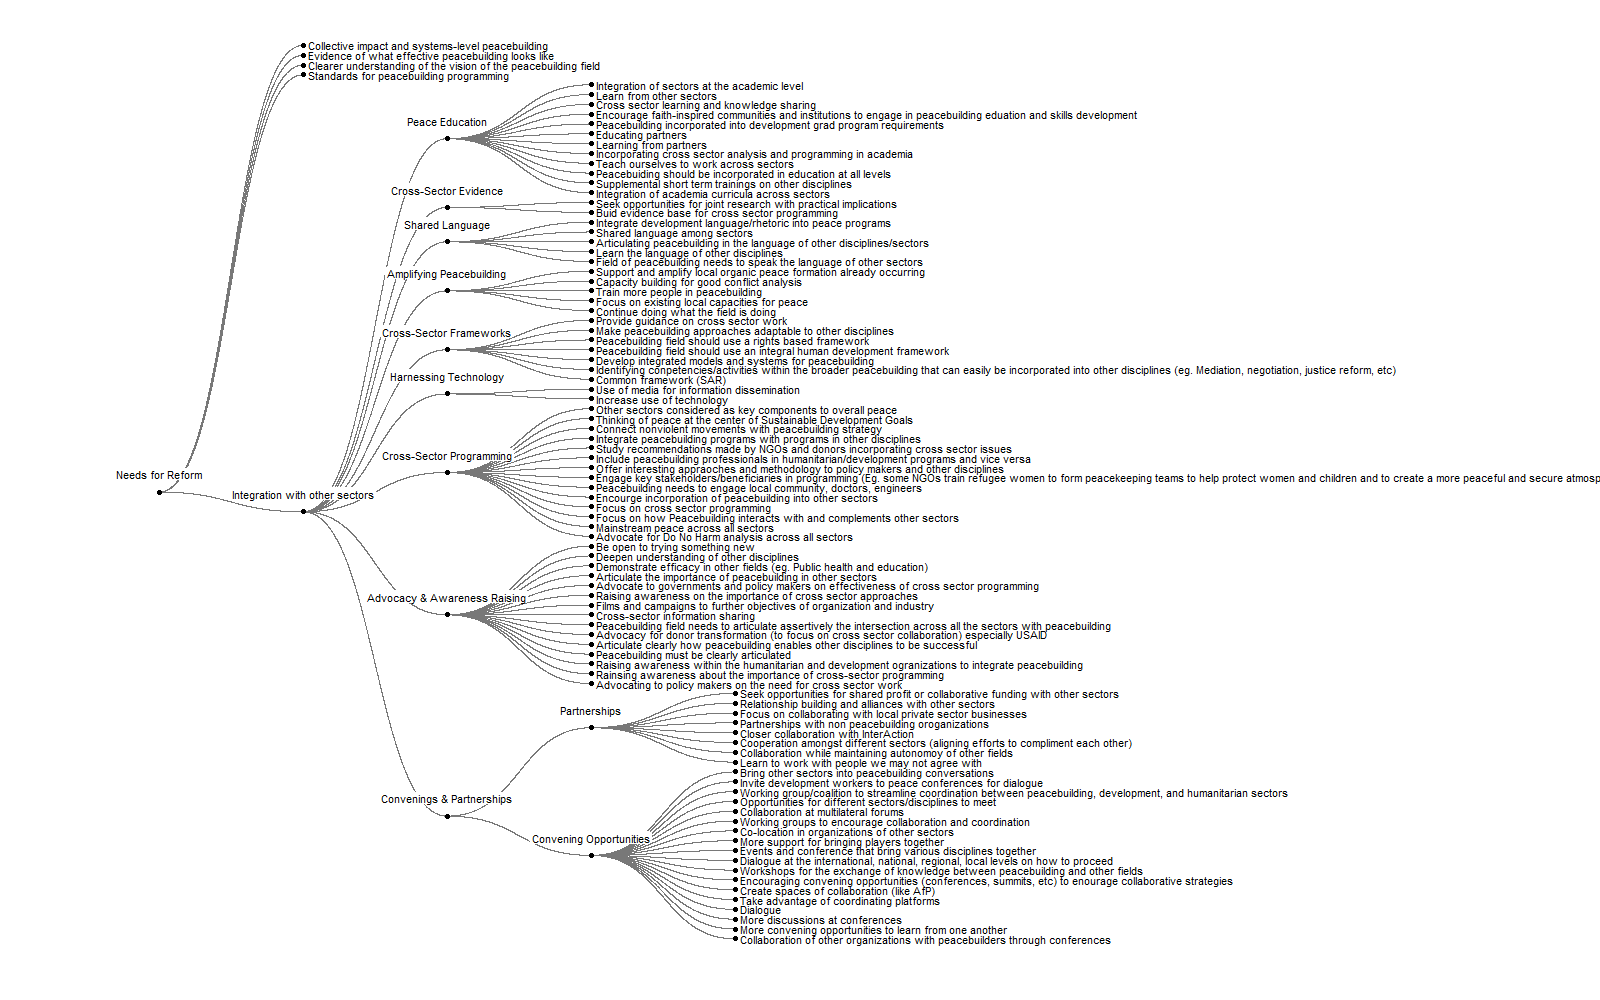 Collective impact and systems-level peacebuilding
Evidence of what effective peacebuilding looks like
Clearer understanding of the vision of the peacebuilding field
Standards for peacebuilding programming
Integration of sectors at the academic level
Learn from other sectors
Cross sector learning and knowledge sharing
Encourage faith-inspired communities and institutions to engage in peacebuilding eduation and skills development
Peace Education
Peacebuilding incorporated into development grad program requirements
Educating partners
Learning from partners
Incorporating cross sector analysis and programming in academia
Teach ourselves to work across sectors
Peacebuiding should be incorporated in education at all levels
Supplemental short term trainings on other disciplines
Cross-Sector Evidence
Integration of academia curricula across sectors
Seek opportunities for joint research with practical implications
Buid evidence base for cross sector programming
Shared Language
Integrate development language/rhetoric into peace programs
Shared language among sectors
Articulating peacebuilding in the language of other disciplines/sectors
Learn the language of other disciplines
Field of peacebuilding needs to speak the language of other sectors
Amplifying Peacebuilding
Support and amplify local organic peace formation already occurring
Capacity building for good conflict analysis
Train more people in peacebuilding
Focus on existing local capacities for peace
Continue doing what the field is doing
Cross-Sector Frameworks
Provide guidance on cross sector work
Make peacebuilding approaches adaptable to other disciplines
Peacebuilding field should use a rights based framework
Peacebuilding field should use an integral human development framework
Develop integrated models and systems for peacebuilding
Identifying conpetencies/activities within the broader peacebuilding that can easily be incorporated into other disciplines (eg. Mediation, negotiation, justice reform, etc)
Harnessing Technology
Common framework (SAR)
Use of media for information dissemination
Increase use of technology
Other sectors considered as key components to overall peace
Thinking of peace at the center of Sustainable Development Goals
Connect nonviolent movements with peacebuilding strategy
Integrate peacebuilding programs with programs in other disciplines
Study recommendations made by NGOs and donors incorporating cross sector issues
Cross-Sector Programming
Include peacebuilding professionals in humanitarian/development programs and vice versa
Offer interesting appraoches and methodology to policy makers and other disciplines
Needs for Reform
Engage key stakeholders/beneficiaries in programming (Eg. some NGOs train refugee women to form peacekeeping teams to help protect women and children and to create a more peaceful and secure atmosp
Peacebuilding needs to engage local community, doctors, engineers
Integration with other sectors
Encourge incorporation of peacebuilding into other sectors
Focus on cross sector programming
Focus on how Peacebuilding interacts with and complements other sectors
Mainstream peace across all sectors
Advocate for Do No Harm analysis across all sectors
Be open to trying something new
Deepen understanding of other disciplines
Demonstrate efficacy in other fields (eg. Public health and education)
Articulate the importance of peacebuilding in other sectors
Advocate to governments and policy makers on effectiveness of cross sector programming
Advocacy & Awareness Raising
Raising awareness on the importance of cross sector approaches
Films and campaigns to further objectives of organization and industry
Cross-sector information sharing
Peacebuilding field needs to articulate assertively the intersection across all the sectors with peacebuilding
Advocacy for donor transformation (to focus on cross sector collaboration) especially USAID
Articulate clearly how peacebuilding enables other disciplines to be successful
Peacebuilding must be clearly articulated
Raising awareness within the humanitarian and development ogranizations to integrate peacebuilding
Rainsing awareness about the importance of cross-sector programming
Advocating to policy makers on the need for cross sector work
Seek opportunities for shared profit or collaborative funding with other sectors
Relationship building and alliances with other sectors
Partnerships
Focus on collaborating with local private sector businesses
Partnerships with non peacebuilding oroganizations
Closer collaboration with InterAction
Cooperation amongst different sectors (aligning efforts to compliment each other)
Collaboration while maintaining autonomoy of other fields
Learn to work with people we may not agree with
Bring other sectors into peacebuilding conversations
Invite development workers to peace conferences for dialogue
Working group/coalition to streamline coordination between peacebuilding, development, and humanitarian sectors
Convenings & Partnerships
Opportunities for different sectors/disciplines to meet
Collaboration at multilateral forums
Working groups to encourage collaboration and coordination
Co-location in organizations of other sectors
Convening Opportunities
More support for bringing players together
Events and conference that bring various disciplines together
Dialogue at the international, national, regional, local levels on how to proceed
Workshops for the exchange of knowledge between peacebuilding and other fields
Encouraging convening opportunities (conferences, summits, etc) to enourage collaborative strategies
Create spaces of collaboration (like AfP)
Take advantage of coordinating platforms
Dialogue
More discussions at conferences
More convening opportunities to learn from one another
Collaboration of other organizations with peacebuilders through conferences